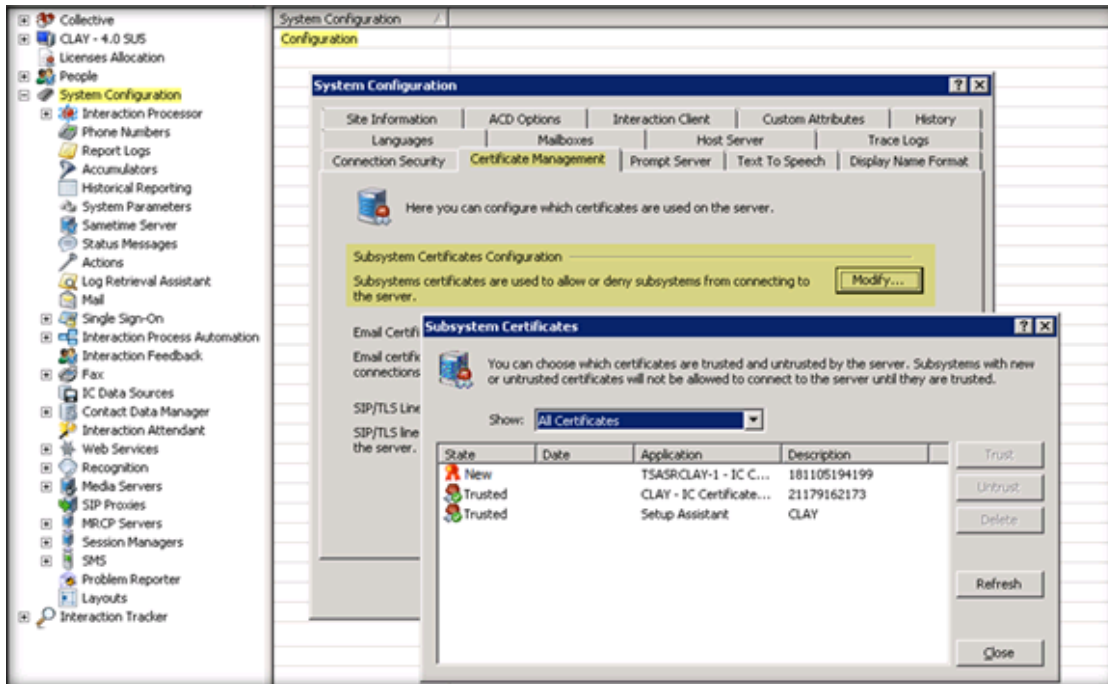 Collective
CLAY - 4.0 SU5
Licenses Allocation
People
System Configuration
Interaction Processor
Phone Numbers
Report Logs
Accumulators
Historical Reporting
System Parameters
Sametime Server
Status Messages
Actions
Log Retrieval Assistant
Mail
Single Sign-On
Interaction Process Automation
Interaction Feedback
Fax
IC Data Sources
Contact Data Manager
Interaction Attendant
Web Services
Recognition
Media Servers
SIP Proxies
MRCP Servers
Session Managers
SMS
Problem Reporter
Layouts
Interaction Tracker
System Configuration
Configuration
System Configuration
Site Information ACD Options Interaction Client Custom Attributes History
Languages Mailboxes Host Server Trace Logs
Connection Security Certificate Management Prompt Server Text To Speech Display Name Format
Here you can configure which certificates are used on the server.
Subsystem Certificates Configuration
Subsystems certificates are used to allow or deny subsystems from connecting to
the server.
Modify...
Email Certifi
Email certific
connections
SIP/TLS Line
SIP/TLS line
the server.
Subsystem Certificates
You can choose which certificates are trusted and untrusted by the server. Subsystems with new
or untrusted certificates will not be allowed to connect to the server until they are trusted.
Show: All Certificates
State Date Application Description
New TSASRCLAY-1 - IC C... 181105194199
Trusted CLAY - IC Certificate... 21179162173
Trusted Setup Assistant CLAY
Trust
Untrust
Delete
Refresh
Close